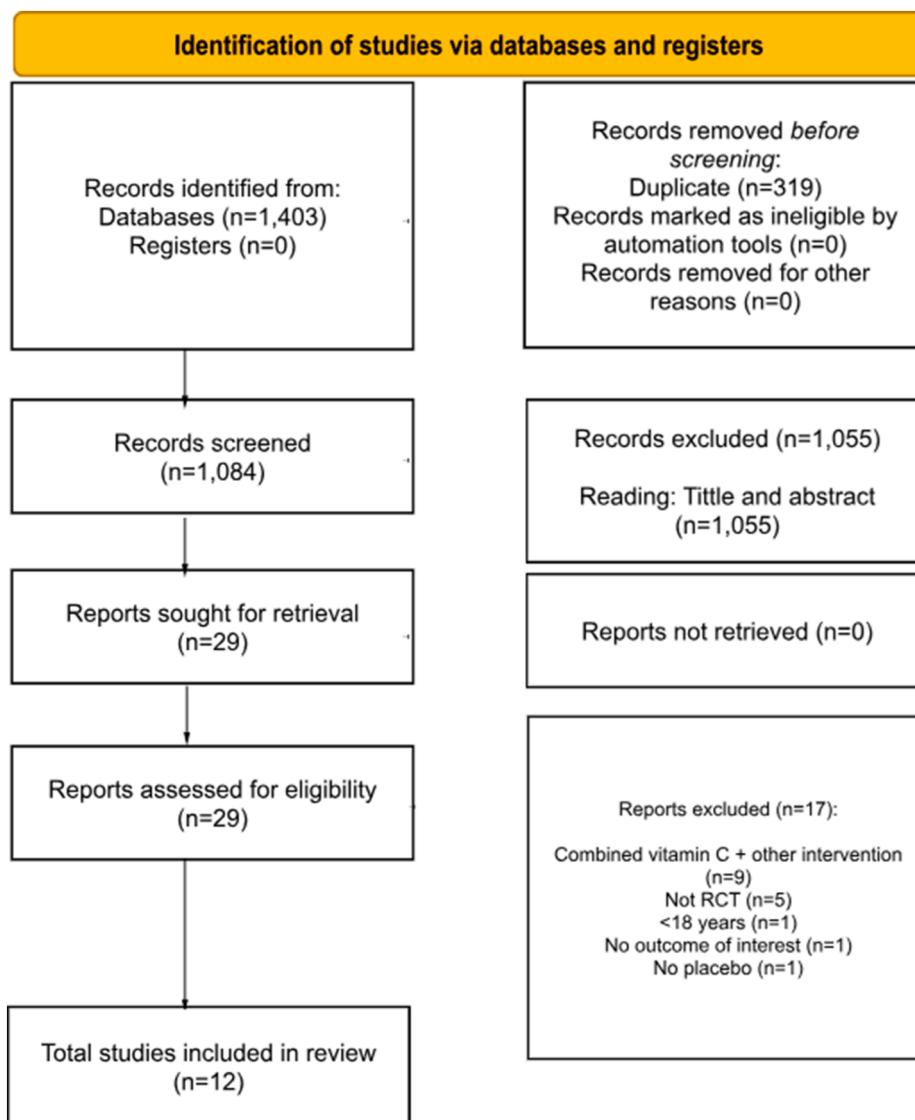 Identification of studies via databases and registers
Records identified from:
Databases (n=1,403)
Registers (n=0)
Records removed before
screening:
Duplicate (n=319)
Records marked as ineligible by
automation tools (n=0)
Records removed for other
reasons (n=0)
Records screened
(n=1,084)
Records excluded (n=1,055)
Reading: Tittle and abstract
(n=1,055)
Reports sought for retrieval
(n=29)
Reports not retrieved (n=0)
Reports assessed for eligibility
(n=29)
Reports excluded (n=17):
Combined vitamin C + other intervention
(n=9)
Not RCT (n=5)
<18 years (n=1)
No outcome of interest (n=1)
No placebo (n=1)
Total studies included in review
(n=12)